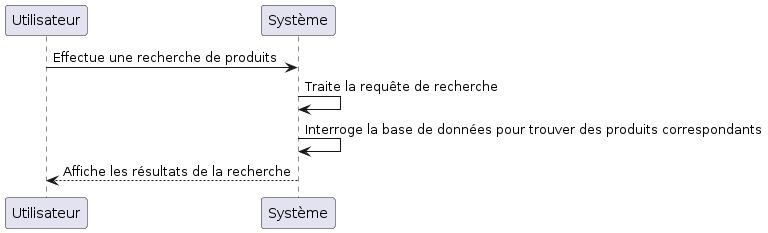 Utilisateur
Système
Effectue une recherche de produits
Traite la requête de recherche
Interroge la base de données pour trouver des produits correspondants
Affiche les résultats de la recherche
Utilisateur
Système